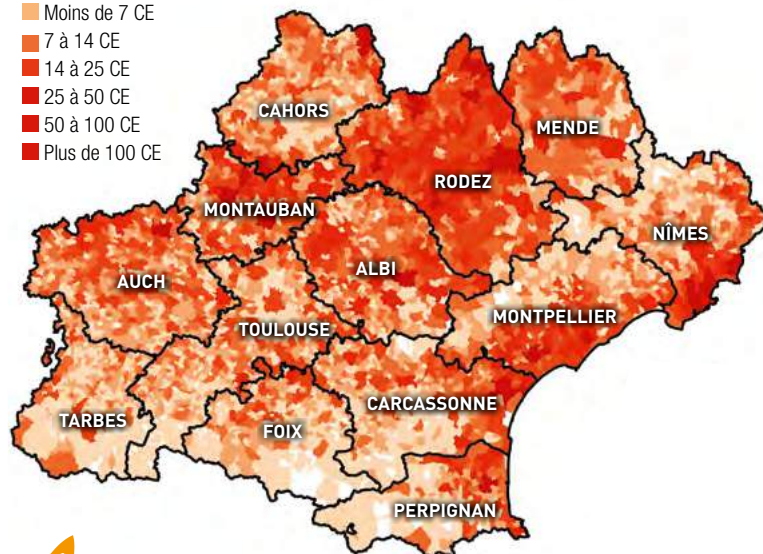 Moins de 7 CE
7 à 14 CE
14 à 25 CE
25 à 50 CE
50 à 100 CE
Plus de 100 CE
CAHORS
MENDE
RODEZ
MONTAUBAN
NÎMES
ALBI
AUCH
MONTPELLIER
TOULOUSE
CARCASSONNE
TARBES
FOIX
PERPIGNAN